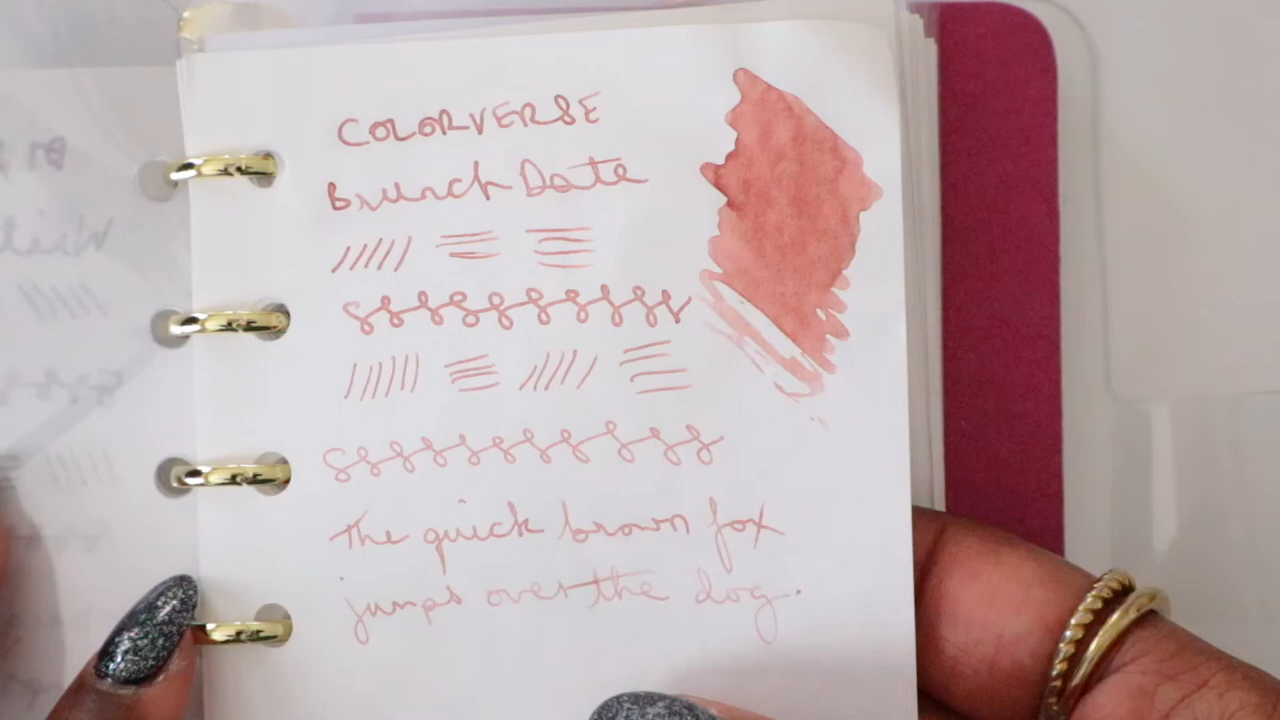 COLORVERSE
Brunch Date
The quick brown fox
jumps over the dog.